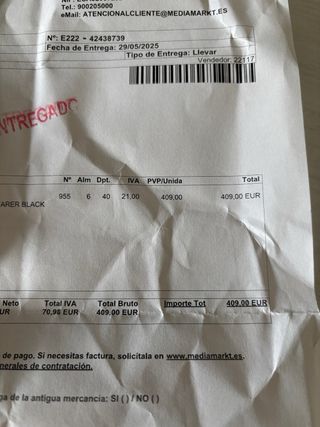 Tel.: 900205000
eMail: ATENCIONALCLIENTE@MEDIAMARKT.ES
Nº: E222 - 42438739
Fecha de Entrega: 29/05/2025
Tipo de Entrega: Llevar
Vendedor: 22117
NTREGADO
Nº Alm Dpt. IVA PVP/Unida Total
955 6 40 21,00 409,00 409,00 EUR
ARER BLACK
Neto Total IVA Total Bruto Importe Tot 409,00 EUR
UR 70,98 EUR 409,00 EUR
de pago. Si necesitas factura, solicítala en www.mediamarkt.es.
enerales de contratación.
ga de la antigua mercancia: SI ( ) / NO ( )